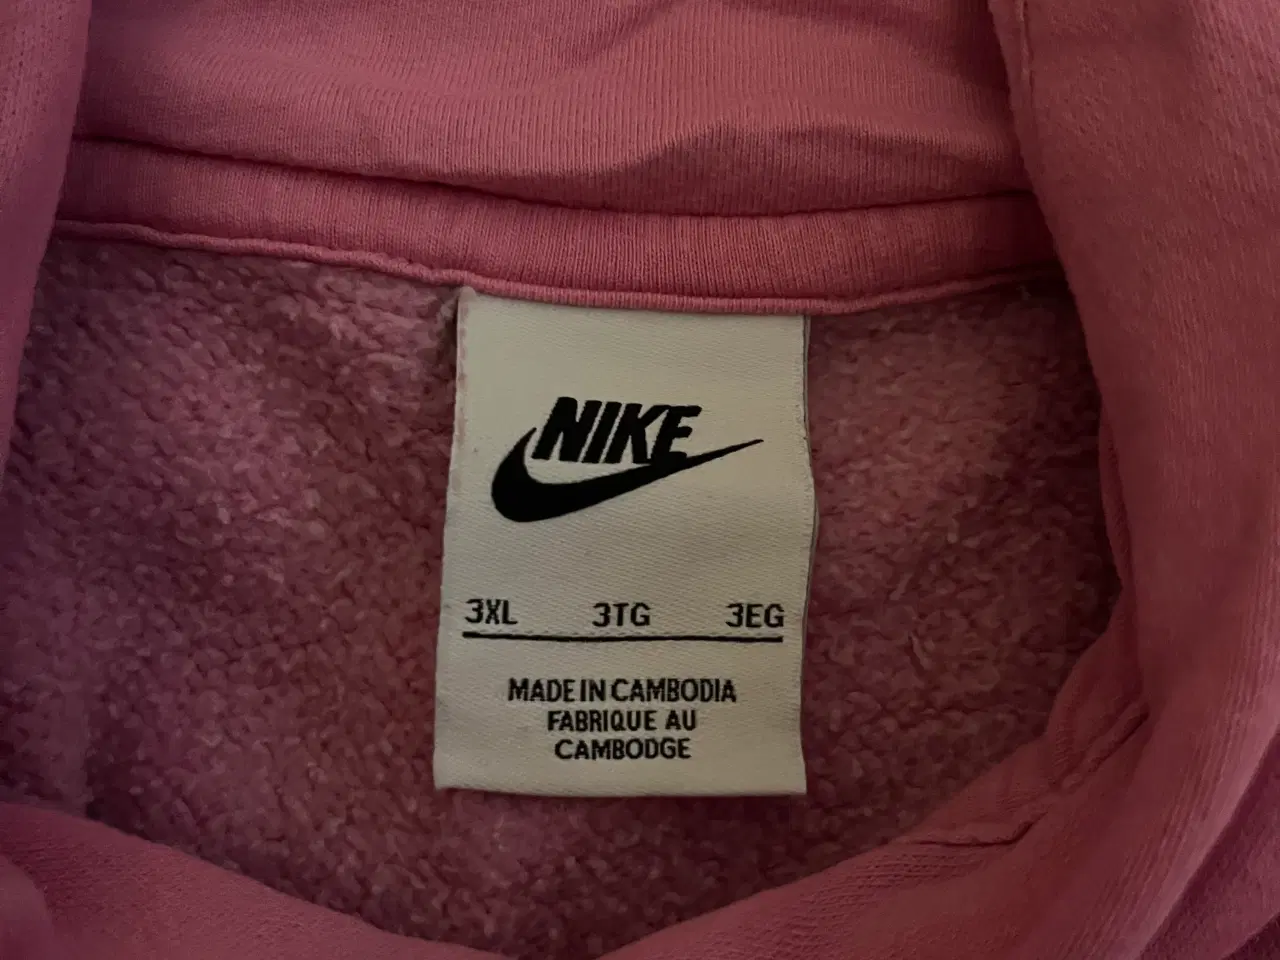 NIKE
3XL 3TG 3EG
MADE IN CAMBODIA
FABRIQUE AU
CAMBODGE